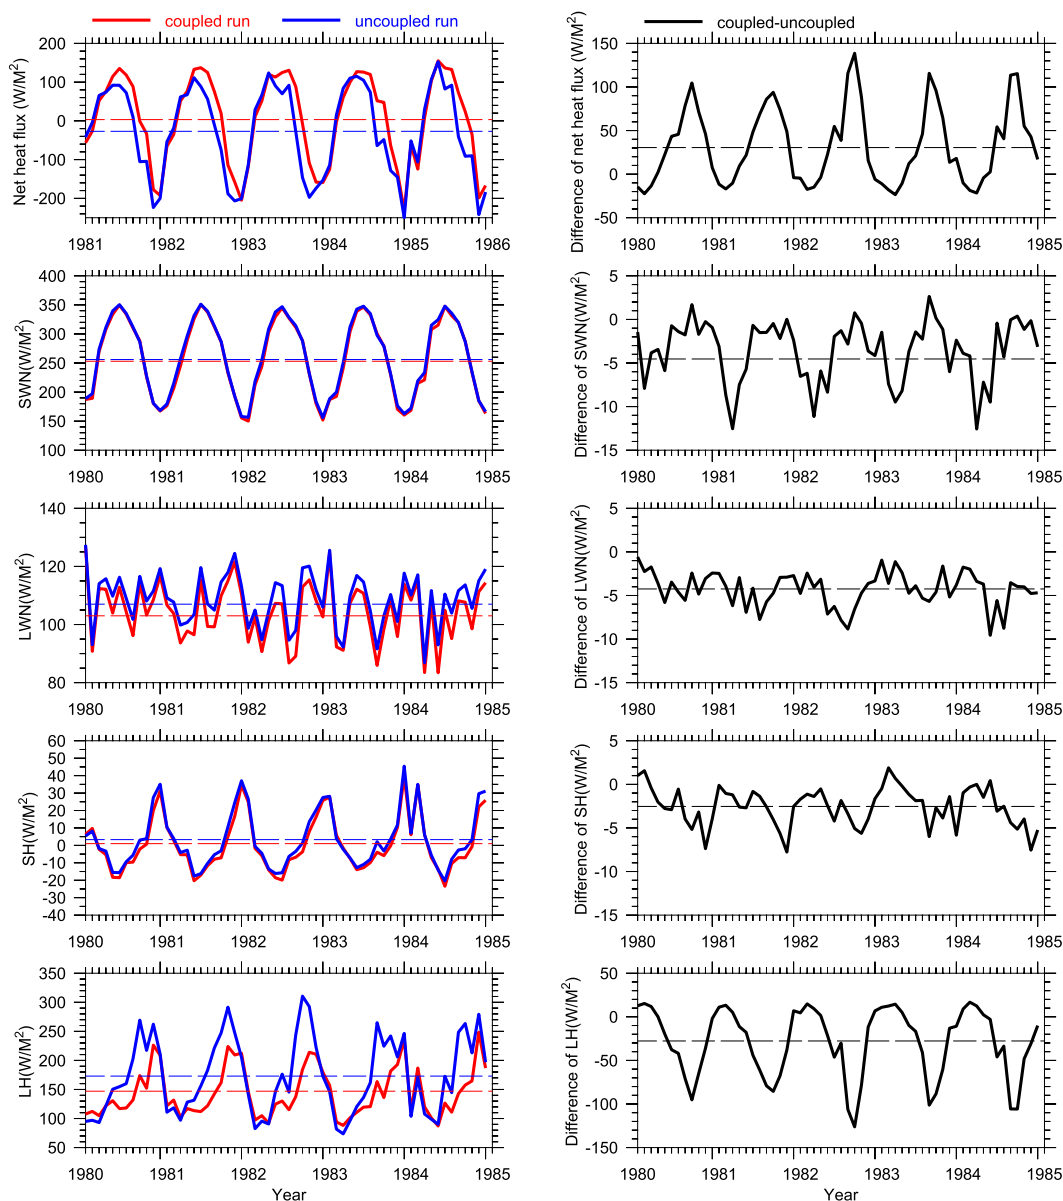 coupled run uncoupled run coupled-uncoupled
Net heat flux (W/M²)
200
100
0
-100
-200
1981 1982 1983 1984 1985 1986
Difference of net heat flux (W/M²)
150
100
50
0
-50
1980 1981 1982 1983 1984 1985
SWN(W/M²)
400
350
300
250
200
150
100
1980 1981 1982 1983 1984 1985
Difference of SWN(W/M²)
5
0
-5
-10
-15
1980 1981 1982 1983 1984 1985
LWN(W/M²)
140
120
100
80
1980 1981 1982 1983 1984 1985
Difference of LWN(W/M²)
5
0
-5
-10
-15
1980 1981 1982 1983 1984 1985
SH(W/M²)
60
50
40
30
20
10
0
-10
-20
-30
-40
1980 1981 1982 1983 1984 1985
Difference of SH(W/M²)
5
0
-5
-10
-15
1980 1981 1982 1983 1984 1985
LH(W/M²)
350
300
250
200
150
100
50
1980 1981 1982 1983 1984 1985
Year
Difference of LH(W/M²)
50
0
-50
-100
-150
1980 1981 1982 1983 1984 1985
Year